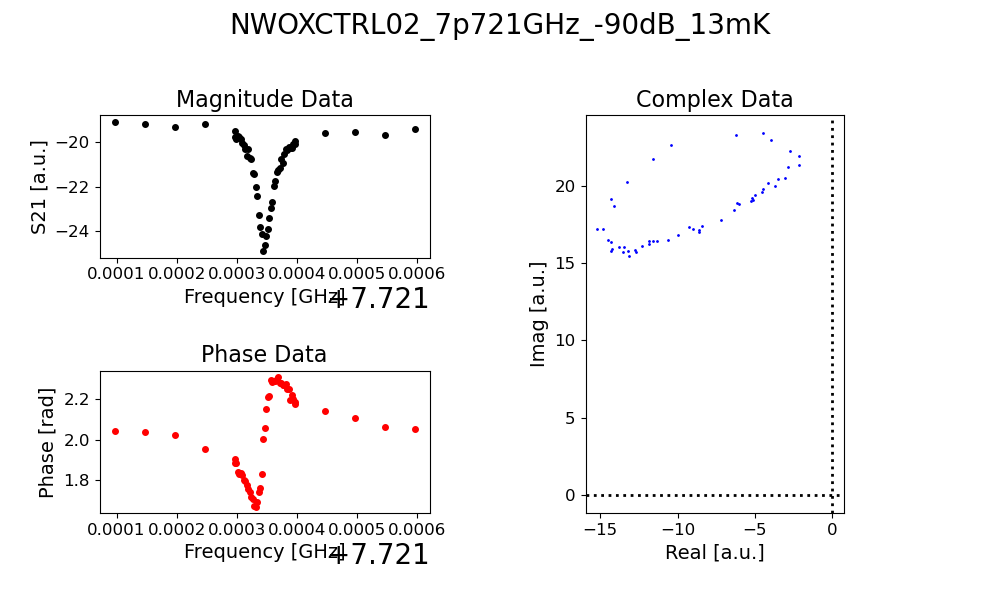 NWOXCTRL02_7p721GHz_-90dB_13mK
Magnitude Data
S21 [a.u.]
−20
−22
−24
0.0001 0.0002 0.0003 0.0004 0.0005 0.0006
Frequency [GHz]
+7.721
Phase Data
Phase [rad]
2.2
2.0
1.8
0.0001 0.0002 0.0003 0.0004 0.0005 0.0006
Frequency [GHz]
+7.721
Complex Data
Imag [a.u.]
20
15
10
5
0
−15 −10 −5 0
Real [a.u.]